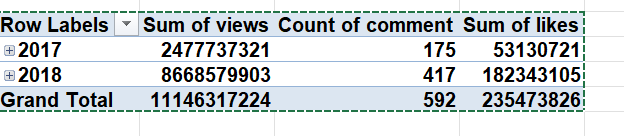 Row Labels Sum of views Count of comment Sum of likes
2017 2477737321 175 53130721
2018 8668579903 417 182343105
Grand Total 11146317224 592 235473826